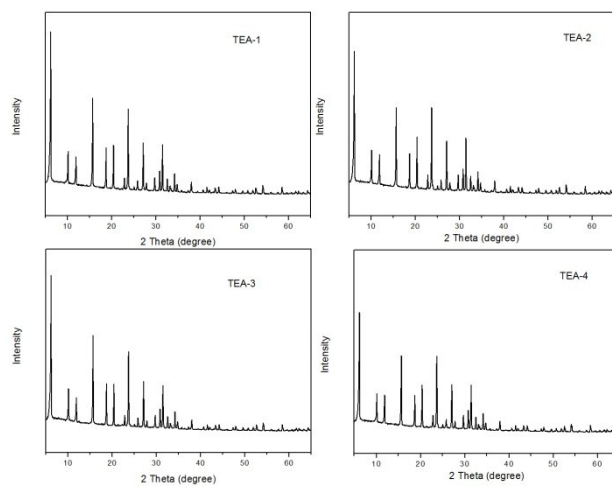 TEA-1
Intensity
10 20 30 40 50 60
2 Theta (degree)
TEA-2
Intensity
10 20 30 40 50 60
2 Theta (degree)
TEA-3
Intensity
10 20 30 40 50 60
2 Theta (degree)
TEA-4
Intensity
10 20 30 40 50 60
2 Theta (degree)